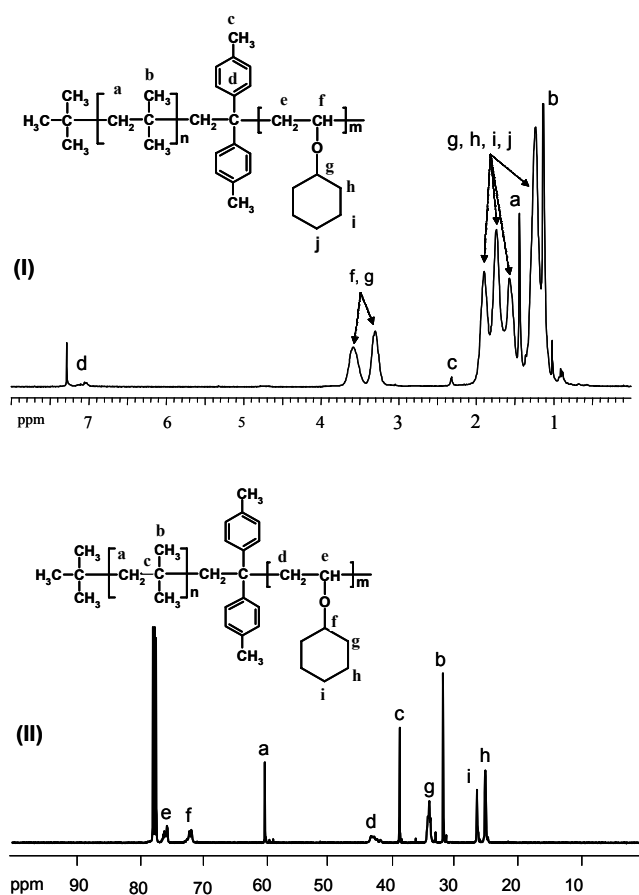 c
CH₃
d
a
b
e
f
CH₃
CH₃
H₃C
CH₂
C
CH₂
C
CH₂
CH
n
m
CH₃
CH₃
O
g
h
CH₃
i
j
(I)
d
f, g
c
g, h, i, j
a
b
ppm 7 6 5 4 3 2 1
CH₃
b
d
e
a
c
CH₃
CH₃
H₃C
CH₂
C
CH₂
C
CH₂
CH
n
m
CH₃
CH₃
O
f
g
CH₃
h
i
(II)
e
f
a
d
c
g
b
i
h
ppm 90 80 70 60 50 40 30 20 10